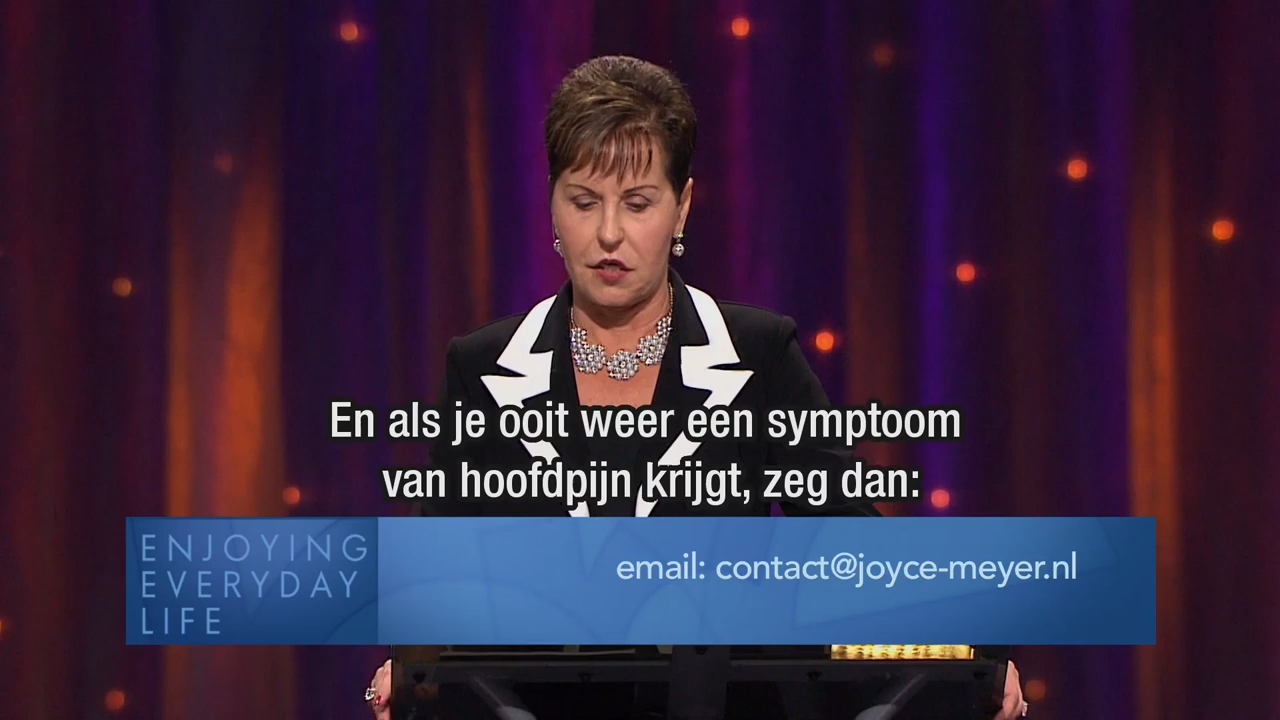 En als je ooit weer een symptoom
van hoofdpijn krijgt, zeg dan:
ENJOYING
EVERYDAY
LIFE
email: contact@joyce-meyer.nl